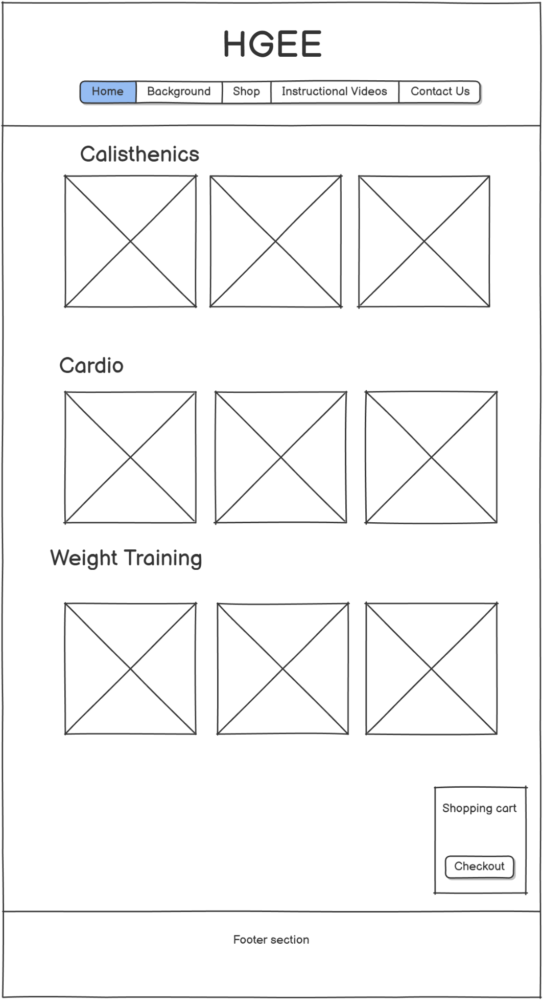 HGEE
Home Background Shop Instructional Videos Contact Us
Calisthenics
Cardio
Weight Training
Shopping cart
Checkout
Footer section